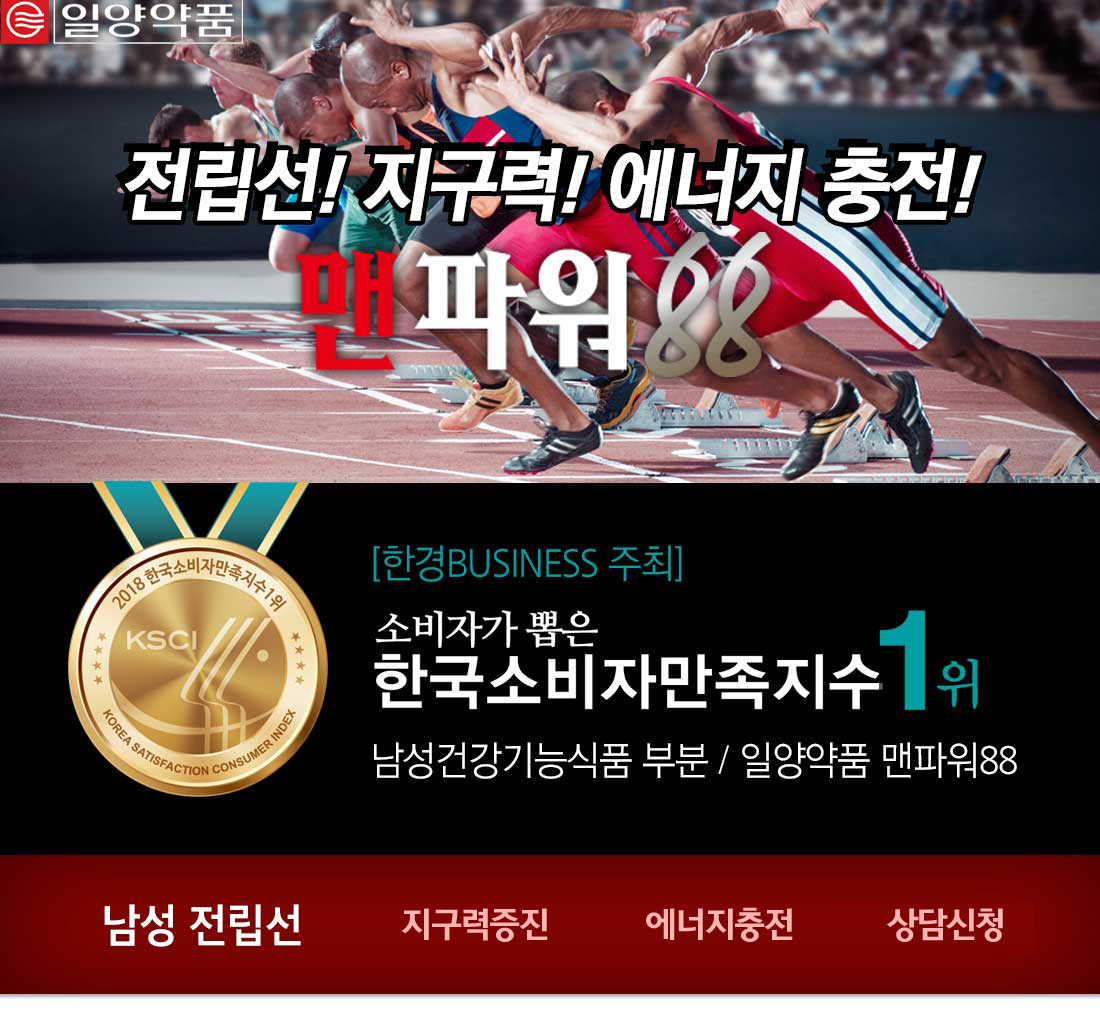 일양약품
전립선! 지구력! 에너지 충전!
맨파워88
2018 한국소비자만족지수1위
KSCI
KOREA SATISFACTION CONSUMER INDEX
[한경BUSINESS 주최]
소비자가 뽑은
한국소비자만족지수1위
남성건강기능식품 부분 / 일양약품 맨파워88
남성 전립선 지구력증진 에너지충전 상담신청